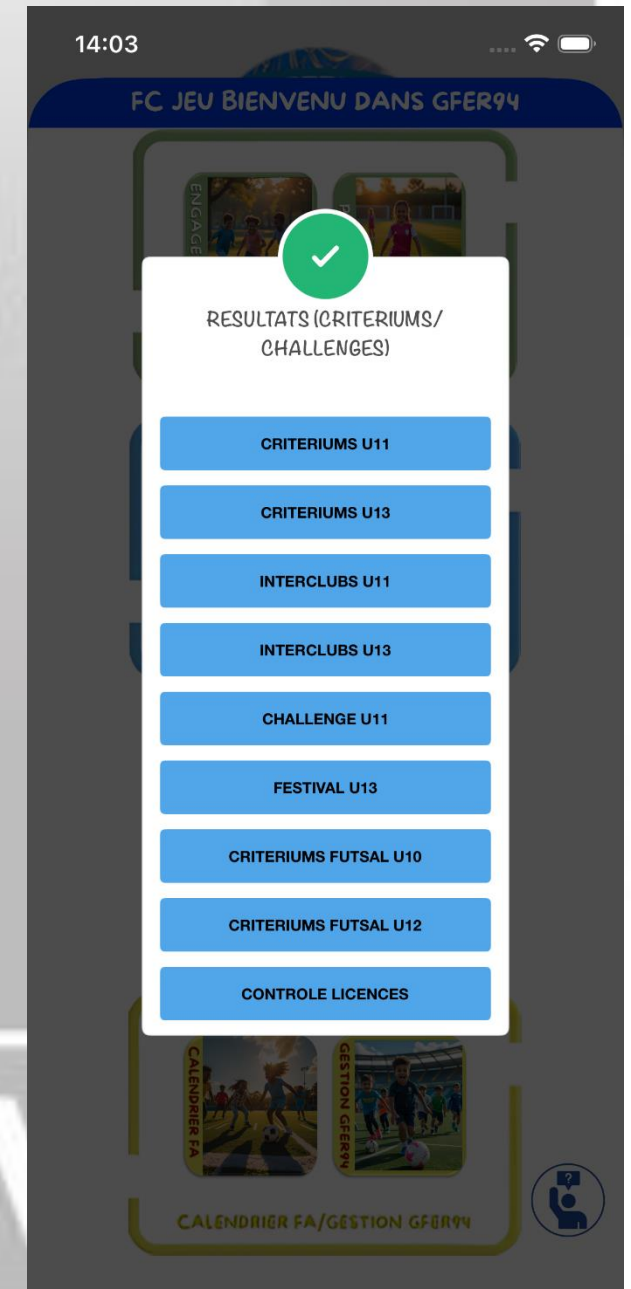 14:03
FC JEU BIENVENU DANS GFER94
ENGAGE
RESULTATS (CRITERIUMS/
CHALLENGES)
CRITERIUMS U11
CRITERIUMS U13
INTERCLUBS U11
INTERCLUBS U13
CHALLENGE U11
FESTIVAL U13
CRITERIUMS FUTSAL U10
CRITERIUMS FUTSAL U12
CONTROLE LICENCES
CALENDRIER FA
GESTION GFER94
?
CALENDRIER FA/GESTION GFER94